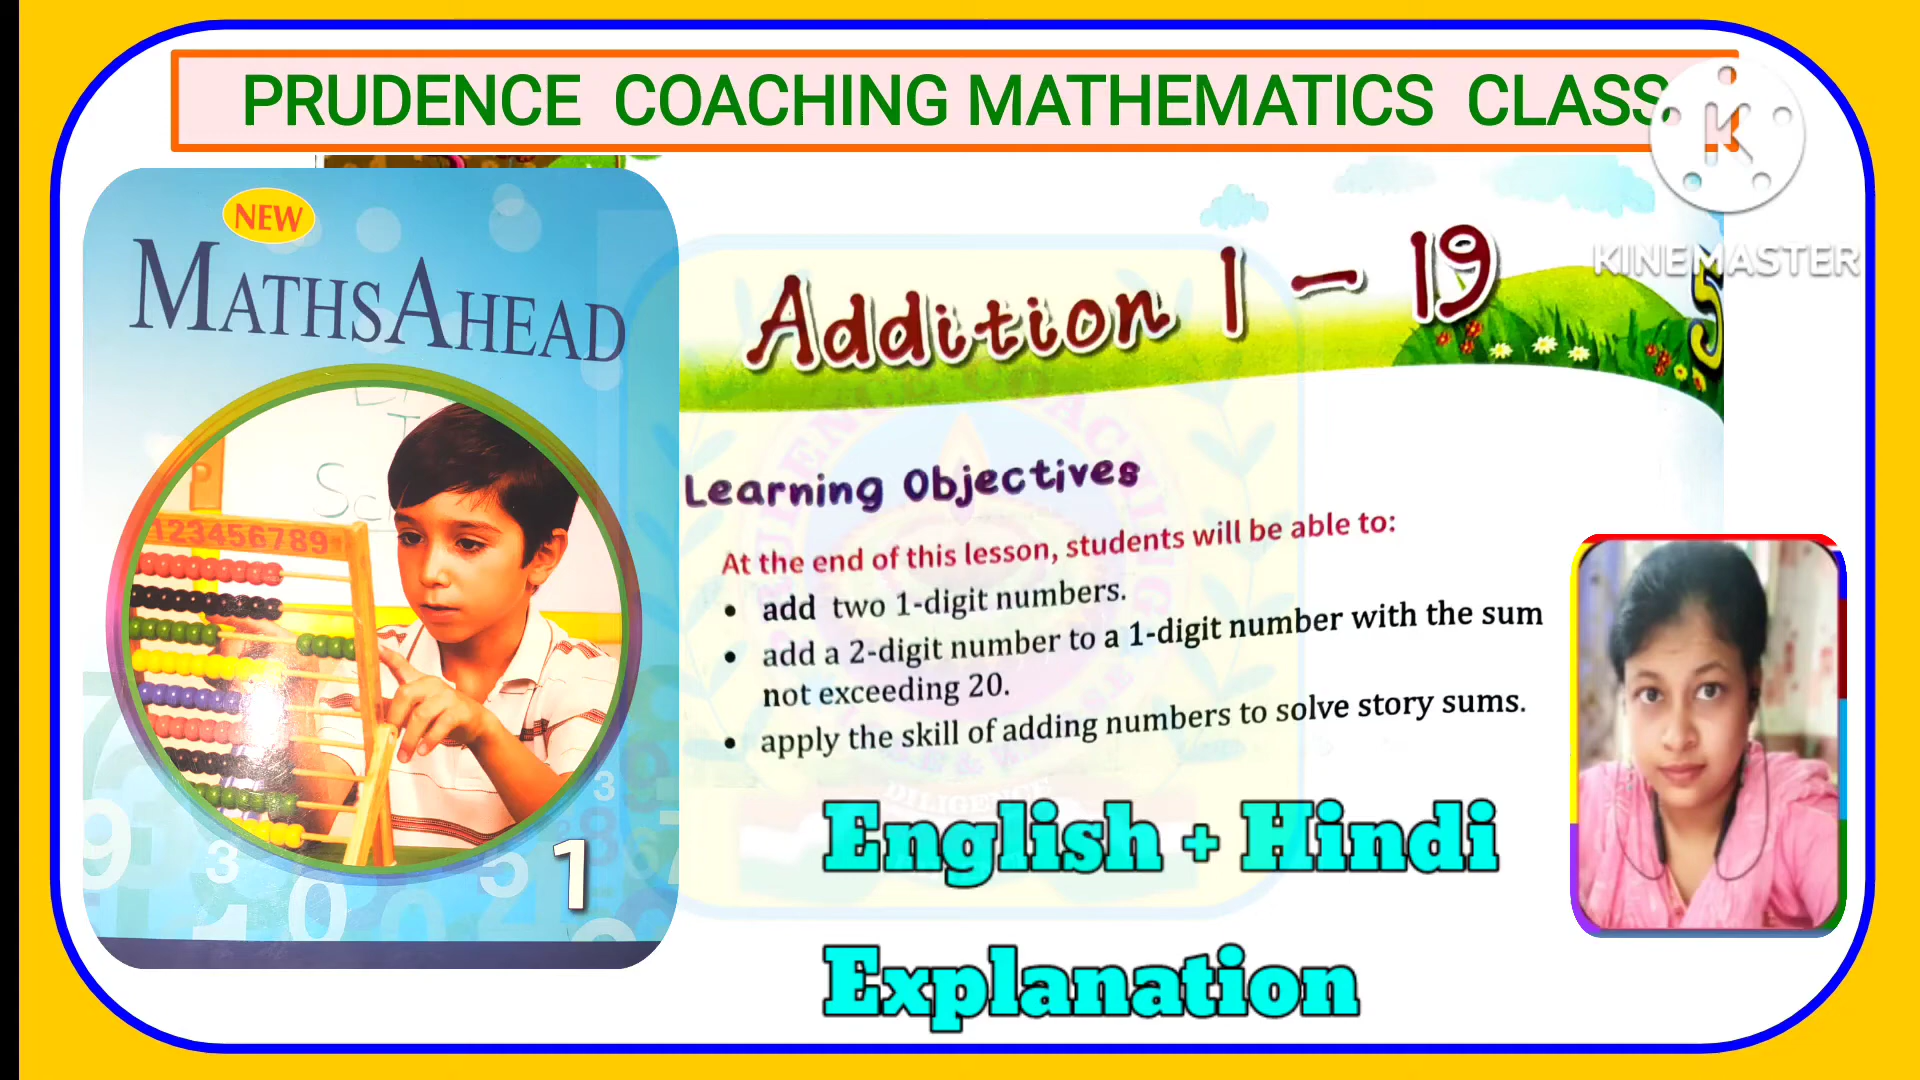 PRUDENCE COACHING MATHEMATICS CLASS
NEW
MATHSAHEAD
123456789
1
Addition 1 – 19
5
Learning Objectives
At the end of this lesson, students will be able to:
• add two 1-digit numbers.
• add a 2-digit number to a 1-digit number with the sum
not exceeding 20.
• apply the skill of adding numbers to solve story sums.
English + Hindi
Explanation
K
KINEMASTER
DILIGENCE